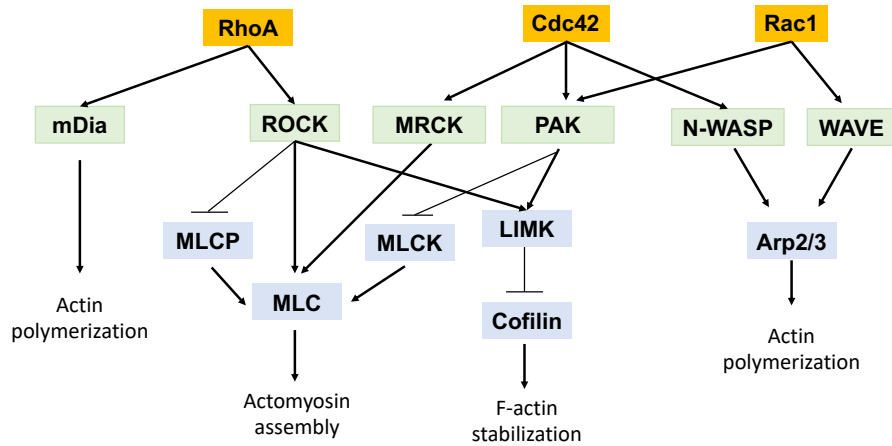 RhoA
Cdc42
Rac1
mDia
ROCK
MRCK
PAK
N-WASP
WAVE
MLCP
MLCK
LIMK
Arp2/3
MLC
Cofilin
Actin
polymerization
Actomyosin
assembly
F-actin
stabilization
Actin
polymerization